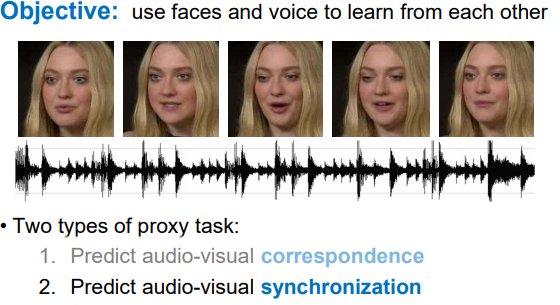 Objective: use faces and voice to learn from each other
• Two types of proxy task:
1. Predict audio-visual correspondence
2. Predict audio-visual synchronization